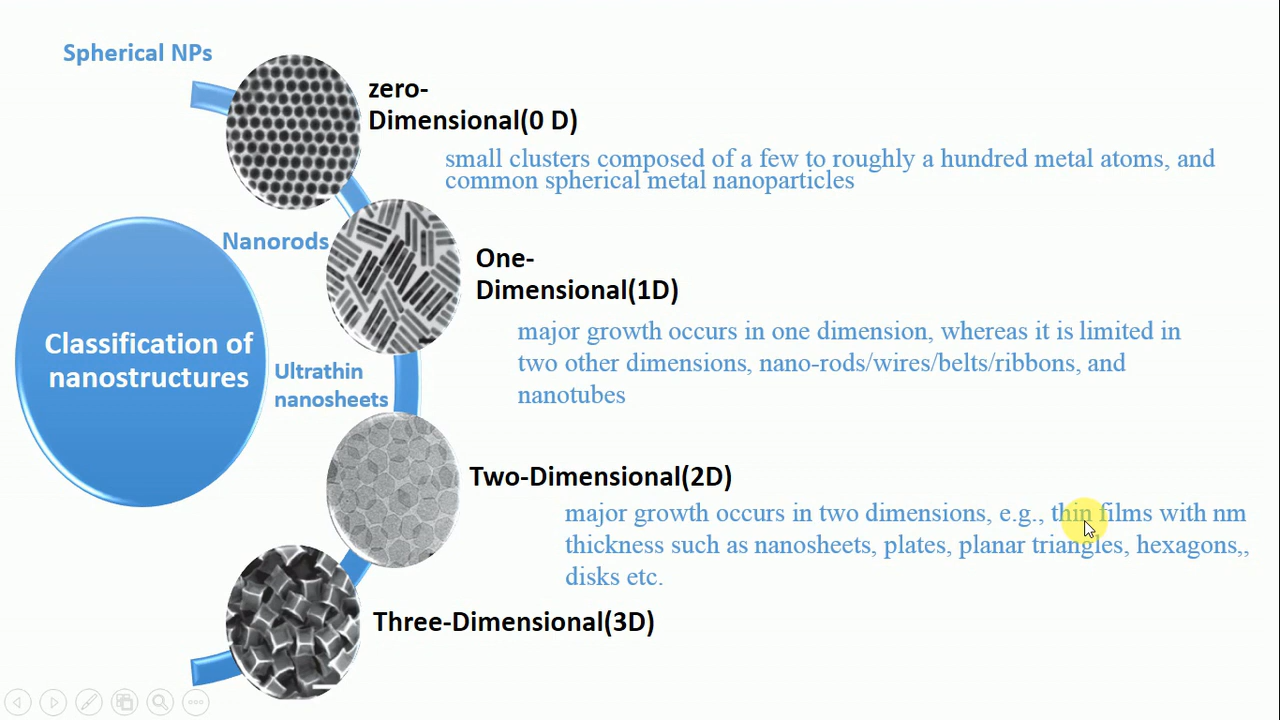 Spherical NPs
zero-
Dimensional(0 D)
small clusters composed of a few to roughly a hundred metal atoms, and
common spherical metal nanoparticles
Nanorods
One-
Dimensional(1D)
major growth occurs in one dimension, whereas it is limited in
two other dimensions, nano-rods/wires/belts/ribbons, and
nanotubes
Classification of
nanostructures
Ultrathin
nanosheets
Two-Dimensional(2D)
major growth occurs in two dimensions, e.g., thin films with nm
thickness such as nanosheets, plates, planar triangles, hexagons,,
disks etc.
Three-Dimensional(3D)